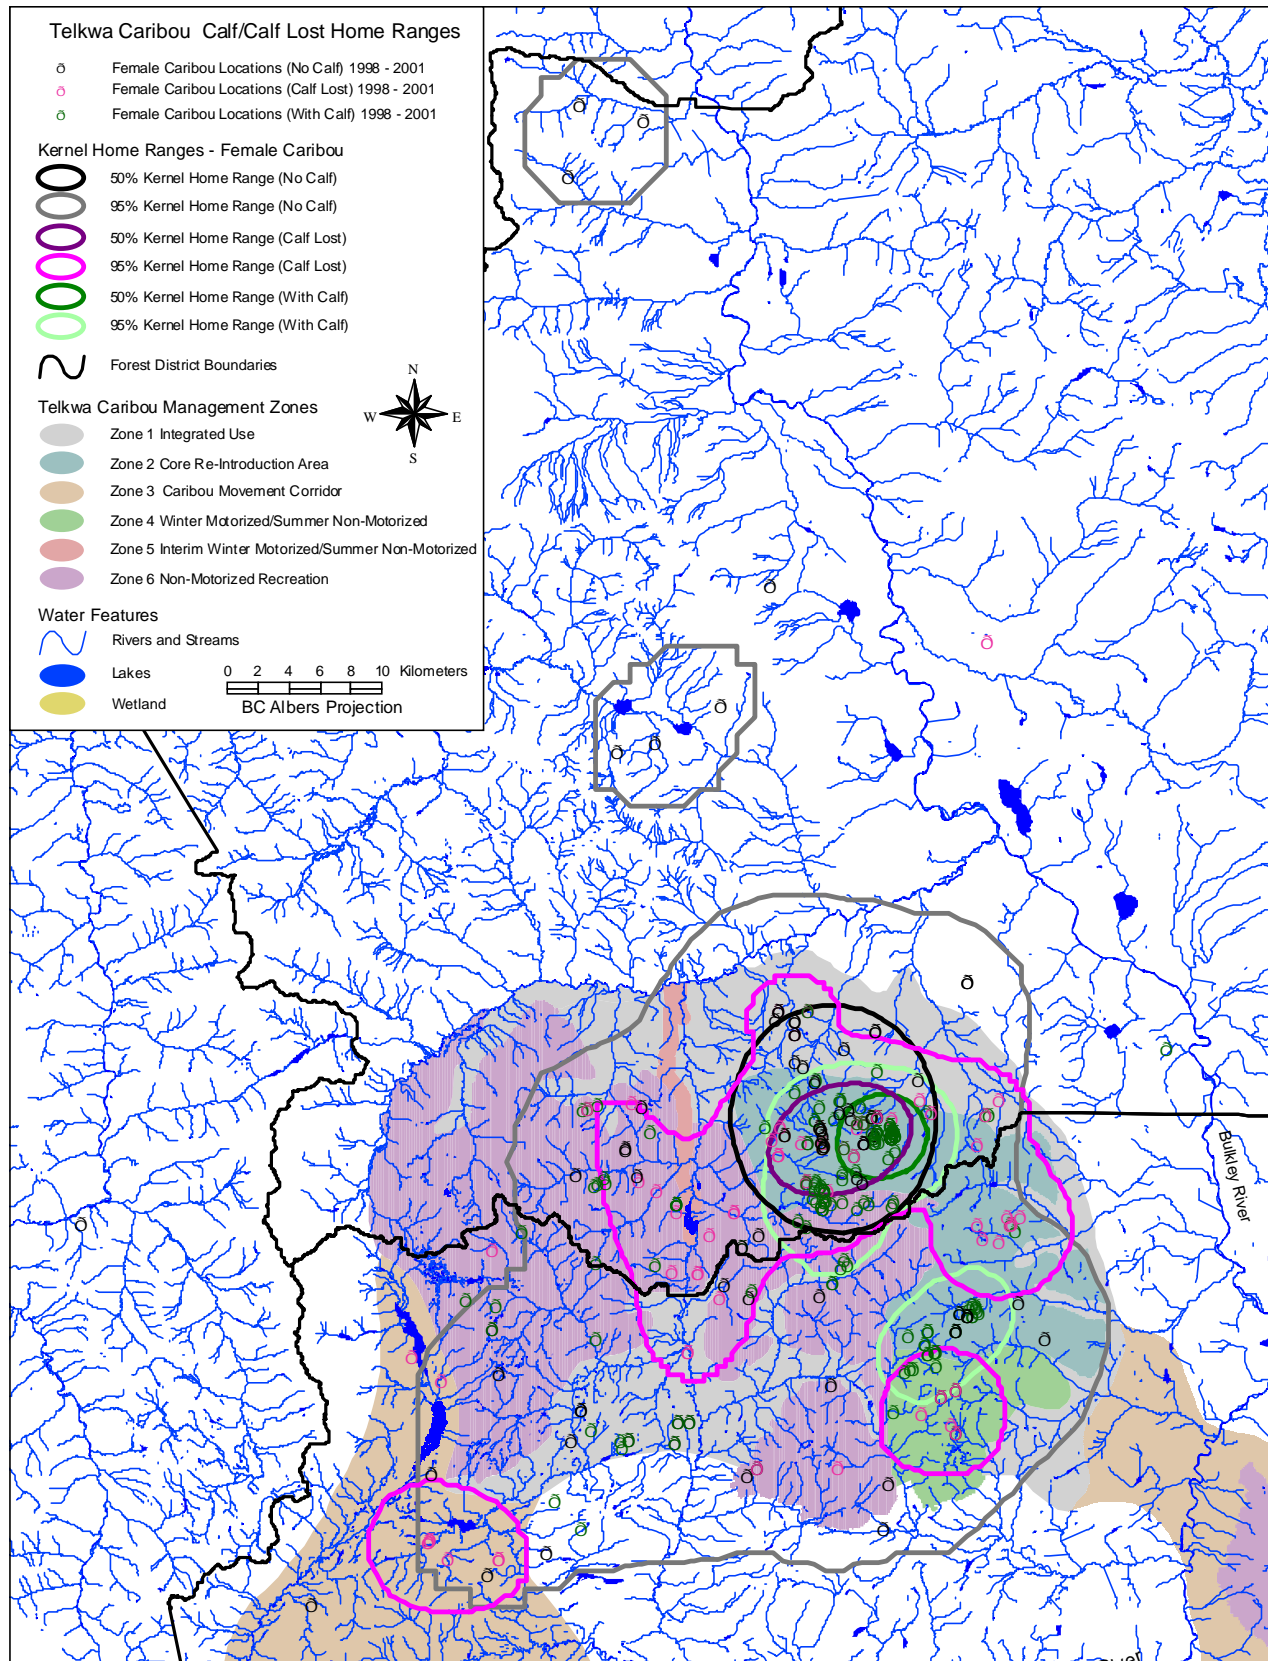 Telkwa Caribou Calf/Calf Lost Home Ranges
ð Female Caribou Locations (No Calf) 1998 - 2001
ð Female Caribou Locations (Calf Lost) 1998 - 2001
ð Female Caribou Locations (With Calf) 1998 - 2001
Kernel Home Ranges - Female Caribou
50% Kernel Home Range (No Calf)
95% Kernel Home Range (No Calf)
50% Kernel Home Range (Calf Lost)
95% Kernel Home Range (Calf Lost)
50% Kernel Home Range (With Calf)
95% Kernel Home Range (With Calf)
Forest District Boundaries
N
W E
S
Telkwa Caribou Management Zones
Zone 1 Integrated Use
Zone 2 Core Re-Introduction Area
Zone 3 Caribou Movement Corridor
Zone 4 Winter Motorized/Summer Non-Motorized
Zone 5 Interim Winter Motorized/Summer Non-Motorized
Zone 6 Non-Motorized Recreation
Water Features
Rivers and Streams
Lakes
Wetland
0 2 4 6 8 10 Kilometers
BC Albers Projection
Bulkley River